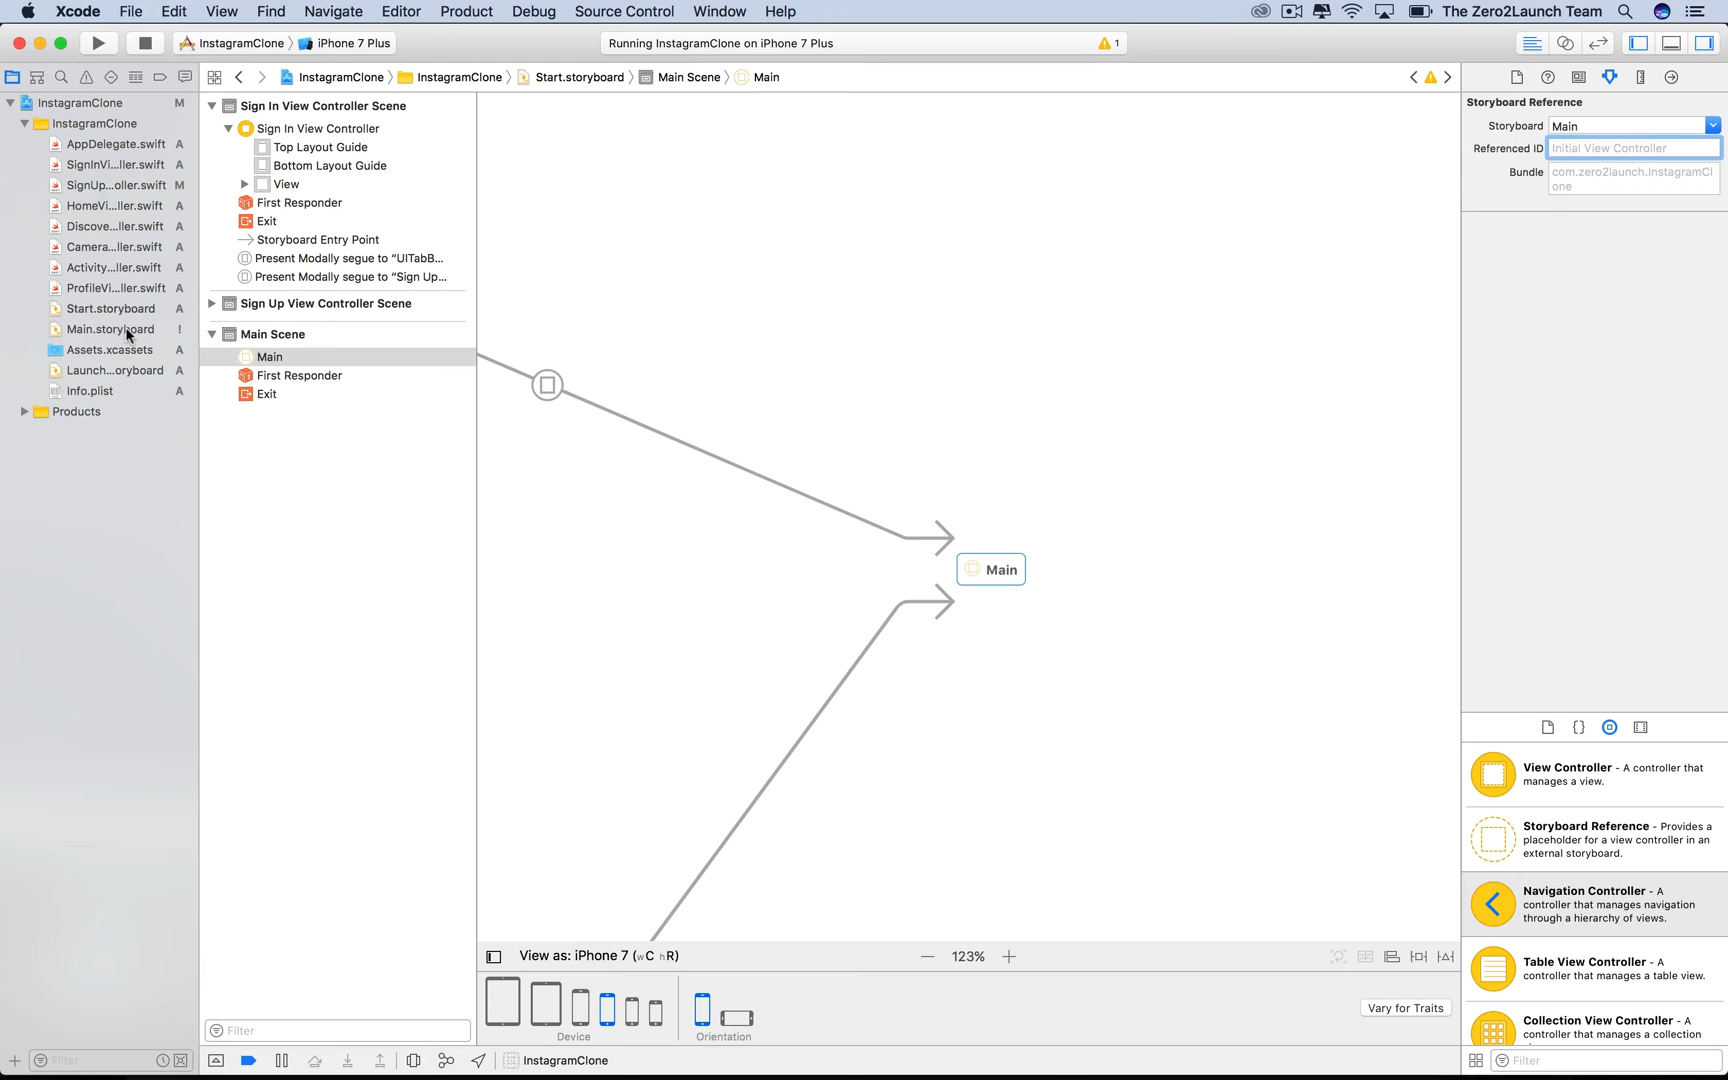 Xcode File Edit View Find Navigate Editor Product Debug Source Control Window Help The Zero2Launch Team
InstagramClone iPhone 7 Plus Running InstagramClone on iPhone 7 Plus 1
InstagramClone InstagramClone Start.storyboard Main Scene Main
InstagramClone M
InstagramClone
AppDelegate.swift A
SignInVi...ller.swift A
SignUp...oller.swift M
HomeVi...ller.swift A
Discove...ller.swift A
Camera...ller.swift A
Activity...ller.swift A
ProfileVi...ller.swift A
Start.storyboard A
Main.storyboard !
Assets.xcassets A
Launch...oryboard A
Info.plist A
Products
Filter
Sign In View Controller Scene
Sign In View Controller
Top Layout Guide
Bottom Layout Guide
View
First Responder
Exit
Storyboard Entry Point
Present Modally segue to “UITabB...
Present Modally segue to “Sign Up...
Sign Up View Controller Scene
Main Scene
Main
First Responder
Exit
Filter
Main
View as: iPhone 7 (wC hR) 123%
Device Orientation
Vary for Traits
InstagramClone
Storyboard Reference
Storyboard Main
Referenced ID Initial View Controller
Bundle com.zero2launch.InstagramCl
one
View Controller - A controller that
manages a view.
Storyboard Reference - Provides a
placeholder for a view controller in an
external storyboard.
Navigation Controller - A
controller that manages navigation
through a hierarchy of views.
Table View Controller - A
controller that manages a table view.
Collection View Controller - A
controller that manages a collection
Filter